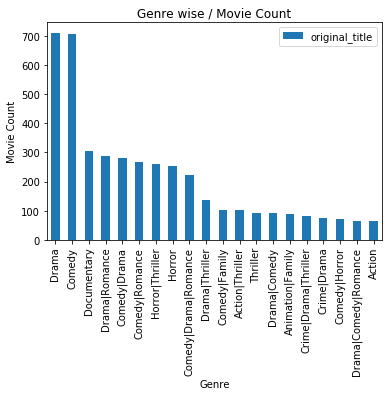 Genre wise / Movie Count
original_title
Movie Count
700
600
500
400
300
200
100
0
Drama
Comedy
Documentary
Drama|Romance
Comedy|Drama
Comedy|Romance
Horror|Thriller
Horror
Comedy|Drama|Romance
Drama|Thriller
Comedy|Family
Action|Thriller
Thriller
Drama|Comedy
Animation|Family
Crime|Drama|Thriller
Crime|Drama
Comedy|Horror
Drama|Comedy|Romance
Action
Genre